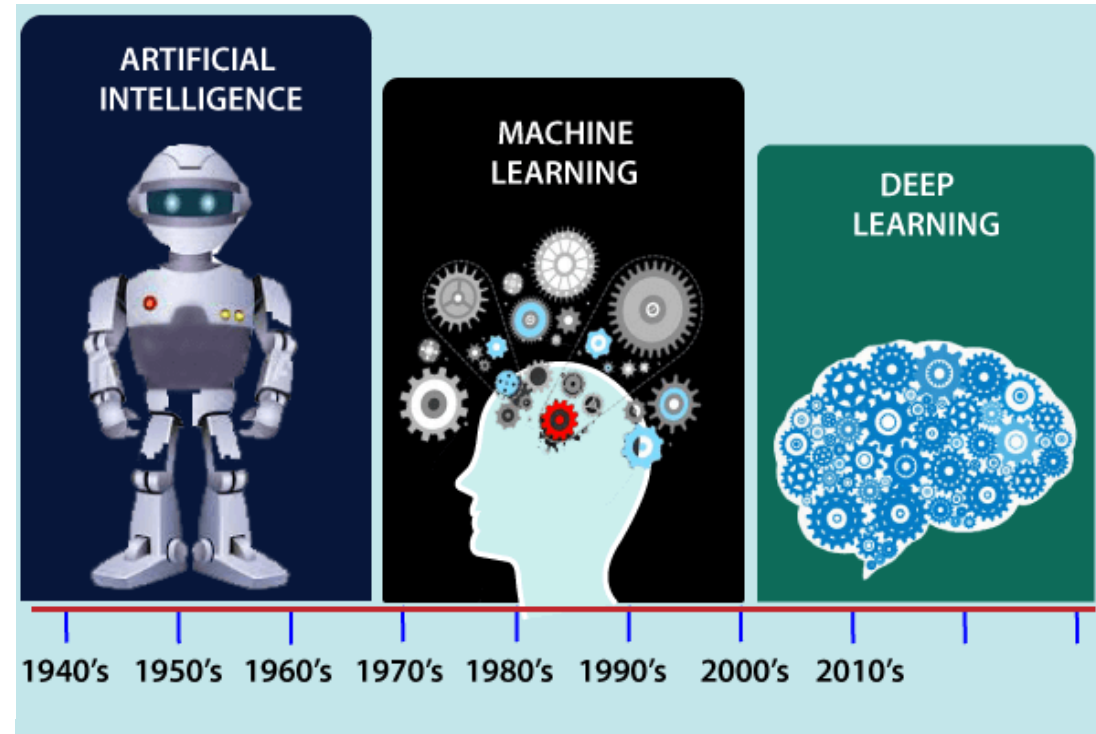 ARTIFICIAL
INTELLIGENCE
MACHINE
LEARNING
DEEP
LEARNING
1940's 1950's 1960's 1970's 1980's 1990's 2000's 2010's